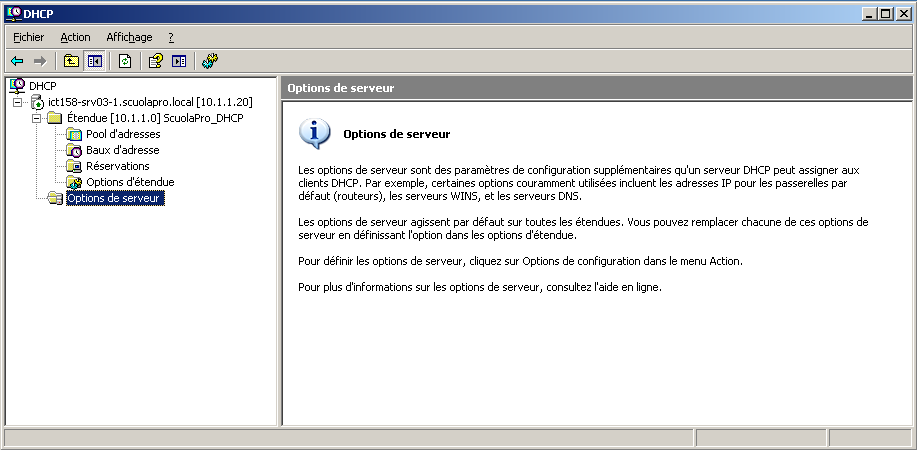 DHCP
Fichier Action Affichage ?
DHCP
ict158-srv03-1.scuolapro.local [10.1.1.20]
Étendue [10.1.1.0] ScuolaPro_DHCP
Pool d'adresses
Baux d'adresse
Réservations
Options d'étendue
Options de serveur
Options de serveur
Options de serveur
Les options de serveur sont des paramètres de configuration supplémentaires qu'un serveur DHCP peut assigner aux
clients DHCP. Par exemple, certaines options couramment utilisées incluent les adresses IP pour les passerelles par
défaut (routeurs), les serveurs WINS, et les serveurs DNS.
Les options de serveur agissent par défaut sur toutes les étendues. Vous pouvez remplacer chacune de ces options de
serveur en définissant l'option dans les options d'étendue.
Pour définir les options de serveur, cliquez sur Options de configuration dans le menu Action.
Pour plus d'informations sur les options de serveur, consultez l'aide en ligne.